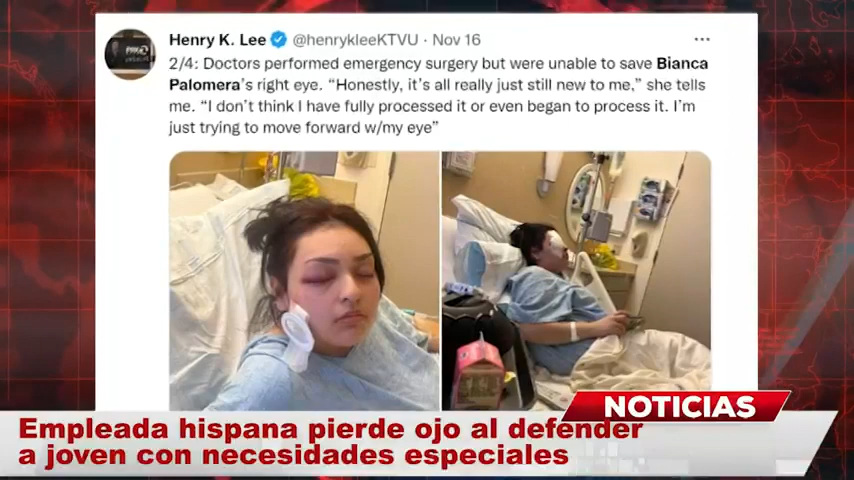 Henry K. Lee @henrykleeKTVU · Nov 16
2/4: Doctors performed emergency surgery but were unable to save Bianca
Palomera's right eye. “Honestly, it's all really just still new to me,” she tells
me. “I don't think I have fully processed it or even began to process it. I'm
just trying to move forward w/my eye”
NOTICIAS
Empleada hispana pierde ojo al defender
a joven con necesidades especiales